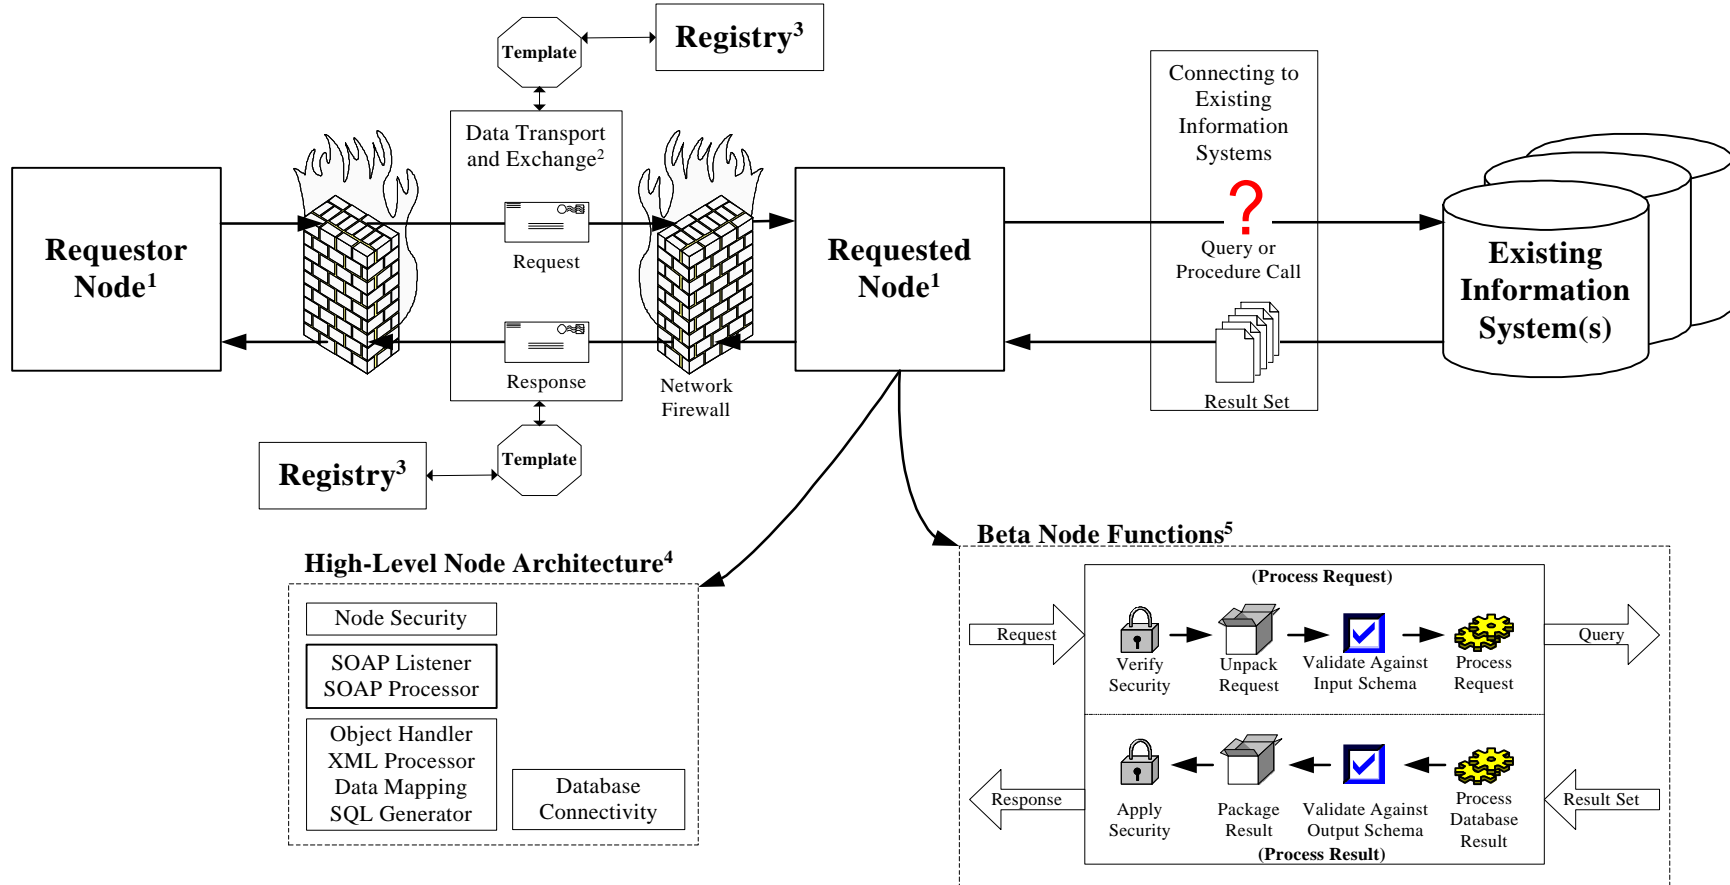 Template
Registry³
Data Transport
and Exchange²
Request
Response
Template
Registry³
Requestor
Node¹
Network
Firewall
Requested
Node¹
Connecting to
Existing
Information
Systems
?
Query or
Procedure Call
Result Set
Existing
Information
System(s)
High-Level Node Architecture⁴
Node Security
SOAP Listener
SOAP Processor
Object Handler
XML Processor
Data Mapping
SQL Generator
Database
Connectivity
Beta Node Functions⁵
(Process Request)
Request
Verify
Security
Unpack
Request
Validate Against
Input Schema
Process
Request
Query
Response
Apply
Security
Package
Result
Validate Against
Output Schema
Process
Database
Result
Result Set
(Process Result)